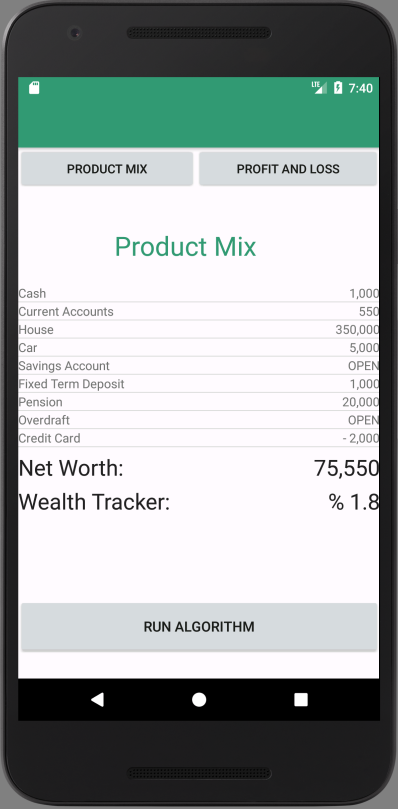 LTE 7:40
PRODUCT MIX PROFIT AND LOSS
Product Mix
Cash 1,000
Current Accounts 550
House 350,000
Car 5,000
Savings Account OPEN
Fixed Term Deposit 1,000
Pension 20,000
Overdraft OPEN
Credit Card - 2,000
Net Worth: 75,550
Wealth Tracker: % 1.8
RUN ALGORITHM